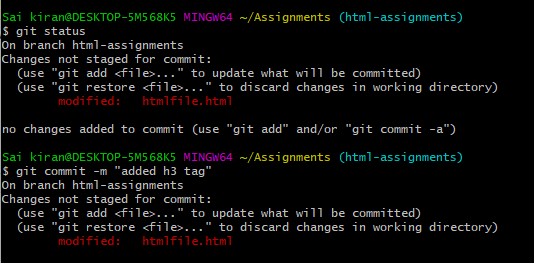 Sai kiran@DESKTOP-5M568K5 MINGW64 ~/Assignments (html-assignments)
$ git status
On branch html-assignments
Changes not staged for commit:
  (use "git add <file>..." to update what will be committed)
  (use "git restore <file>..." to discard changes in working directory)
        modified:   htmlfile.html

no changes added to commit (use "git add" and/or "git commit -a")

Sai kiran@DESKTOP-5M568K5 MINGW64 ~/Assignments (html-assignments)
$ git commit -m "added h3 tag"
On branch html-assignments
Changes not staged for commit:
  (use "git add <file>..." to update what will be committed)
  (use "git restore <file>..." to discard changes in working directory)
        modified:   htmlfile.html